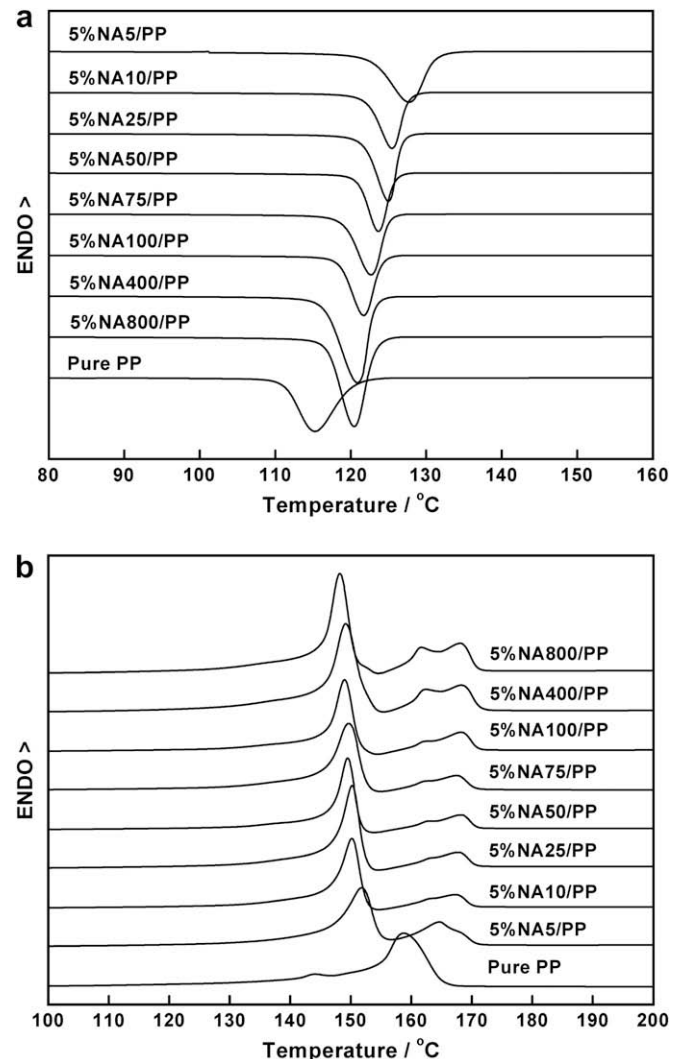 a
5%NA5/PP
5%NA10/PP
5%NA25/PP
5%NA50/PP
5%NA75/PP
5%NA100/PP
5%NA400/PP
5%NA800/PP
Pure PP
ENDO >
80 90 100 110 120 130 140 150 160
Temperature / °C
b
5%NA800/PP
5%NA400/PP
5%NA100/PP
5%NA75/PP
5%NA50/PP
5%NA25/PP
5%NA10/PP
5%NA5/PP
Pure PP
ENDO >
100 110 120 130 140 150 160 170 180 190 200
Temperature / °C